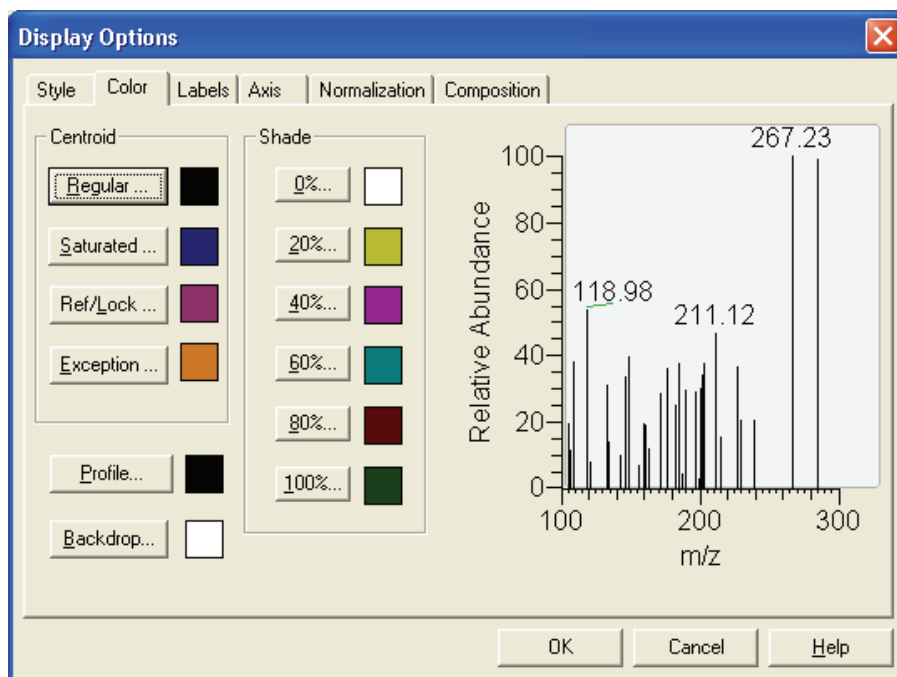 Display Options
Style Color Labels Axis Normalization Composition
Centroid
Regular ...
Saturated ...
Ref/Lock ...
Exception ...
Profile...
Backdrop...
Shade
0%...
20%...
40%...
60%...
80%...
100%...
267.23
118.98
211.12
Relative Abundance
100
80
60
40
20
0
100 200 300
m/z
OK Cancel Help